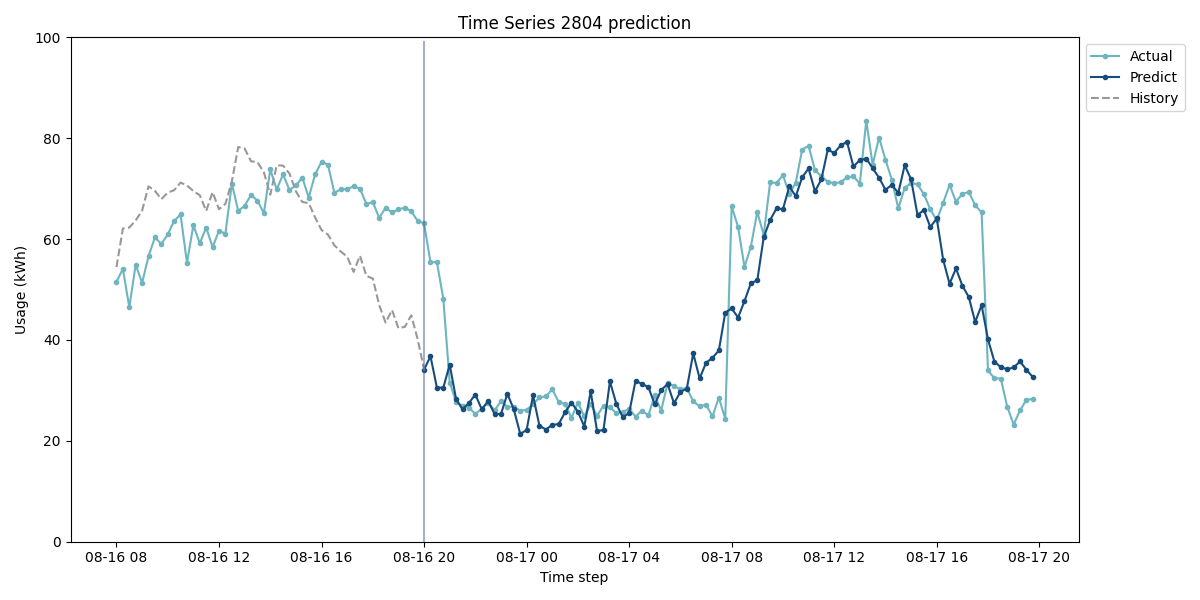 Time Series 2804 prediction
100
80
60
40
20
0
Usage (kWh)
08-16 08
08-16 12
08-16 16
08-16 20
08-17 00
08-17 04
08-17 08
08-17 12
08-17 16
08-17 20
Time step
Actual
Predict
History